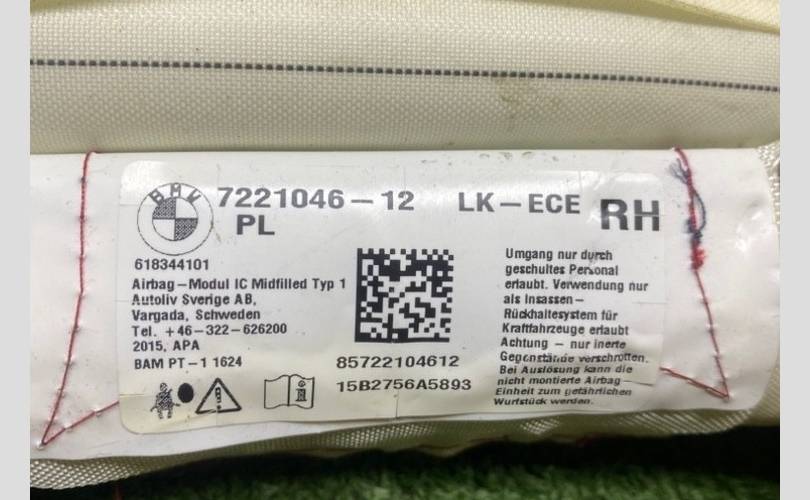 BMW
7221046-12 LK-ECE RH
PL
618344101
Airbag-Modul IC Midfilled Typ 1
Autoliv Sverige AB,
Vargada, Schweden
Tel. +46-322-626200
2015, APA
BAM PT-1 1624
85722104612
15B2756A5893
Umgang nur durch
geschultes Personal
erlaubt. Verwendung nur
als Insassen-
Rückhaltesystem für
Kraftfahrzeuge erlaubt
Achtung - nur inerte
Gegenstände verschrotten.
Bei Auslösung kann die
nicht montierte Airbag-
Einheit zum gefährlichen
Wurfstück werden.